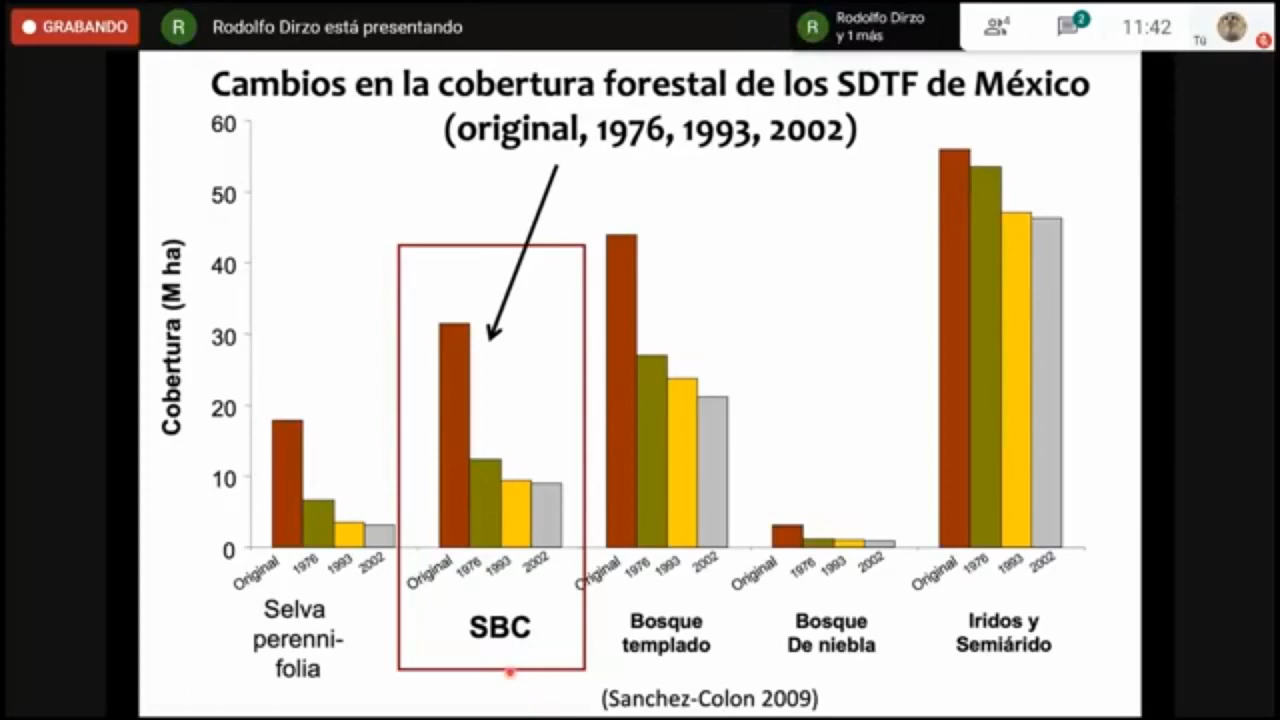 GRABANDO
R
Rodolfo Dirzo está presentando
R
Rodolfo Dirzo
y 1 más
4
2
11:42
Tú
Cambios en la cobertura forestal de los SDTF de México
(original, 1976, 1993, 2002)
Cobertura (M ha)
60
50
40
30
20
10
0
Original 1976 1993 2002
Original 1976 1993 2002
Original 1976 1993 2002
Original 1976 1993 2002
Original 1976 1993 2002
Selva
perenni-
folia
SBC
Bosque
templado
Bosque
De niebla
Iridos y
Semiárido
(Sanchez-Colon 2009)